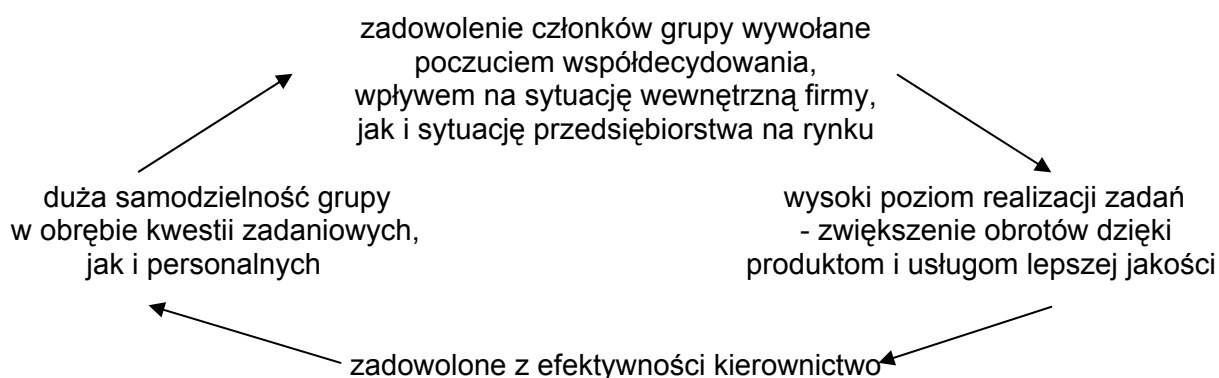 zadowolenie członków grupy wywołane
poczuciem współdecydowania,
wpływem na sytuację wewnętrzną firmy,
jak i sytuację przedsiębiorstwa na rynku
duża samodzielność grupy
w obrębie kwestii zadaniowych,
jak i personalnych
wysoki poziom realizacji zadań
- zwiększenie obrotów dzięki
produktom i usługom lepszej jakości
zadowolone z efektywności kierownictwo